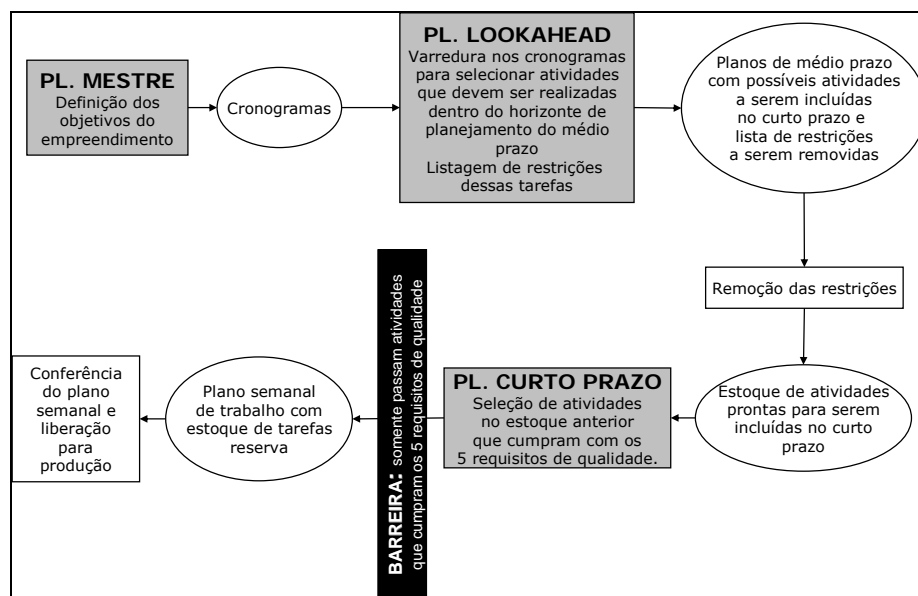 PL. MESTRE
Definição dos
objetivos do
empreendimento
Cronogramas
PL. LOOKAHEAD
Varredura nos cronogramas
para selecionar atividades
que devem ser realizadas
dentro do horizonte de
planejamento do médio
prazo
Listagem de restrições
dessas tarefas
Planos de médio prazo
com possíveis atividades
a serem incluídas
no curto prazo e
lista de restrições
a serem removidas
Remoção das restrições
Estoque de atividades
prontas para serem
incluídas no curto
prazo
PL. CURTO PRAZO
Seleção de atividades
no estoque anterior
que cumpram com os
5 requisitos de qualidade.
BARREIRA: somente passam atividades
que cumpram os 5 requisitos de qualidade
Plano semanal
de trabalho com
estoque de tarefas
reserva
Conferência
do plano
semanal e
liberação
para
produção